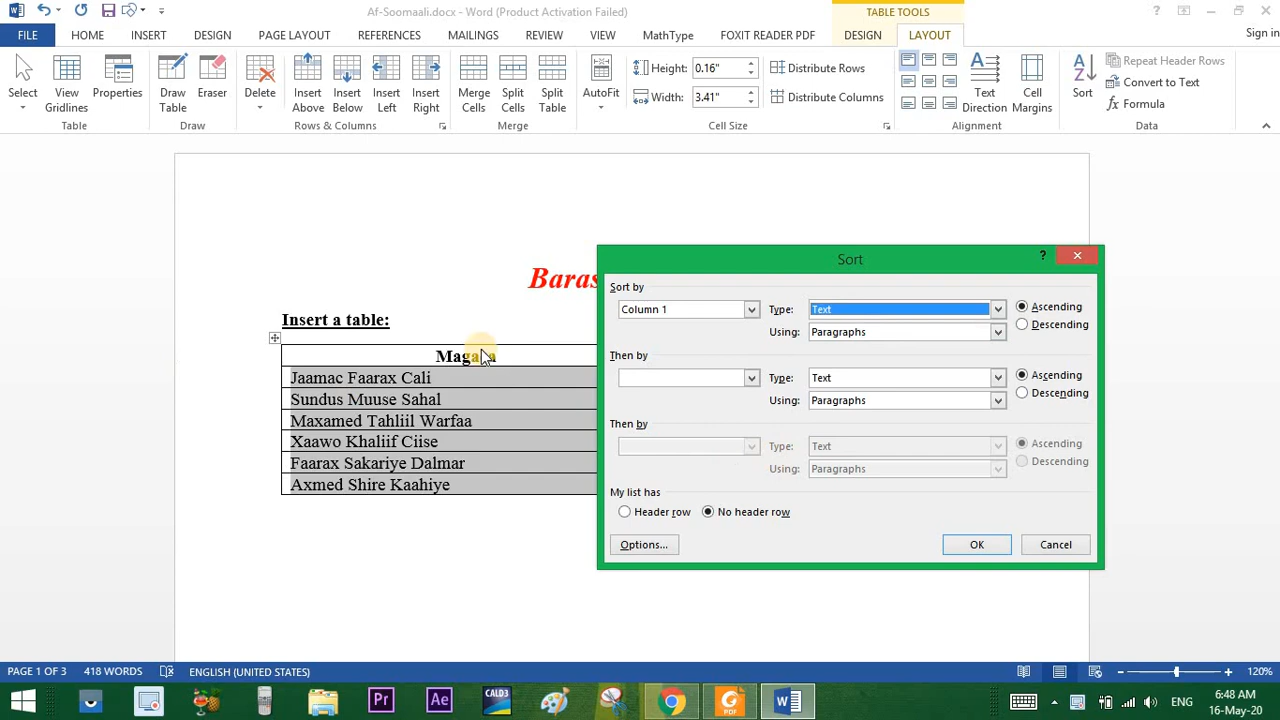 Af-Soomaali.docx - Word (Product Activation Failed)
TABLE TOOLS
FILE HOME INSERT DESIGN PAGE LAYOUT REFERENCES MAILINGS REVIEW VIEW MathType FOXIT READER PDF DESIGN LAYOUT Sign in
Select View Gridlines Properties Draw Table Eraser Delete Insert Above Insert Below Insert Left Insert Right Merge Cells Split Cells Split Table AutoFit Height: 0.16" Distribute Rows Text Direction Cell Margins Sort Repeat Header Rows
Width: 3.41" Distribute Columns Convert to Text
Formula
Table Draw Rows & Columns Merge Cell Size Alignment Data
Baras
Insert a table:
Jaamac Faarax Cali
Sundus Muuse Sahal
Maxamed Tahliil Warfaa
Xaawo Khaliif Ciise
Faarax Sakariye Dalmar
Axmed Shire Kaahiye
Sort
Sort by
Column 1 Type: Text Ascending
Using: Paragraphs Descending
Then by
Type: Text Ascending
Using: Paragraphs Descending
Then by
Type: Text Ascending
Using: Paragraphs Descending
My list has
Header row No header row
Options... OK Cancel
PAGE 1 OF 3 418 WORDS ENGLISH (UNITED STATES) 120%
Pr Ae CALD3 ENG 6:48 AM
16-May-20